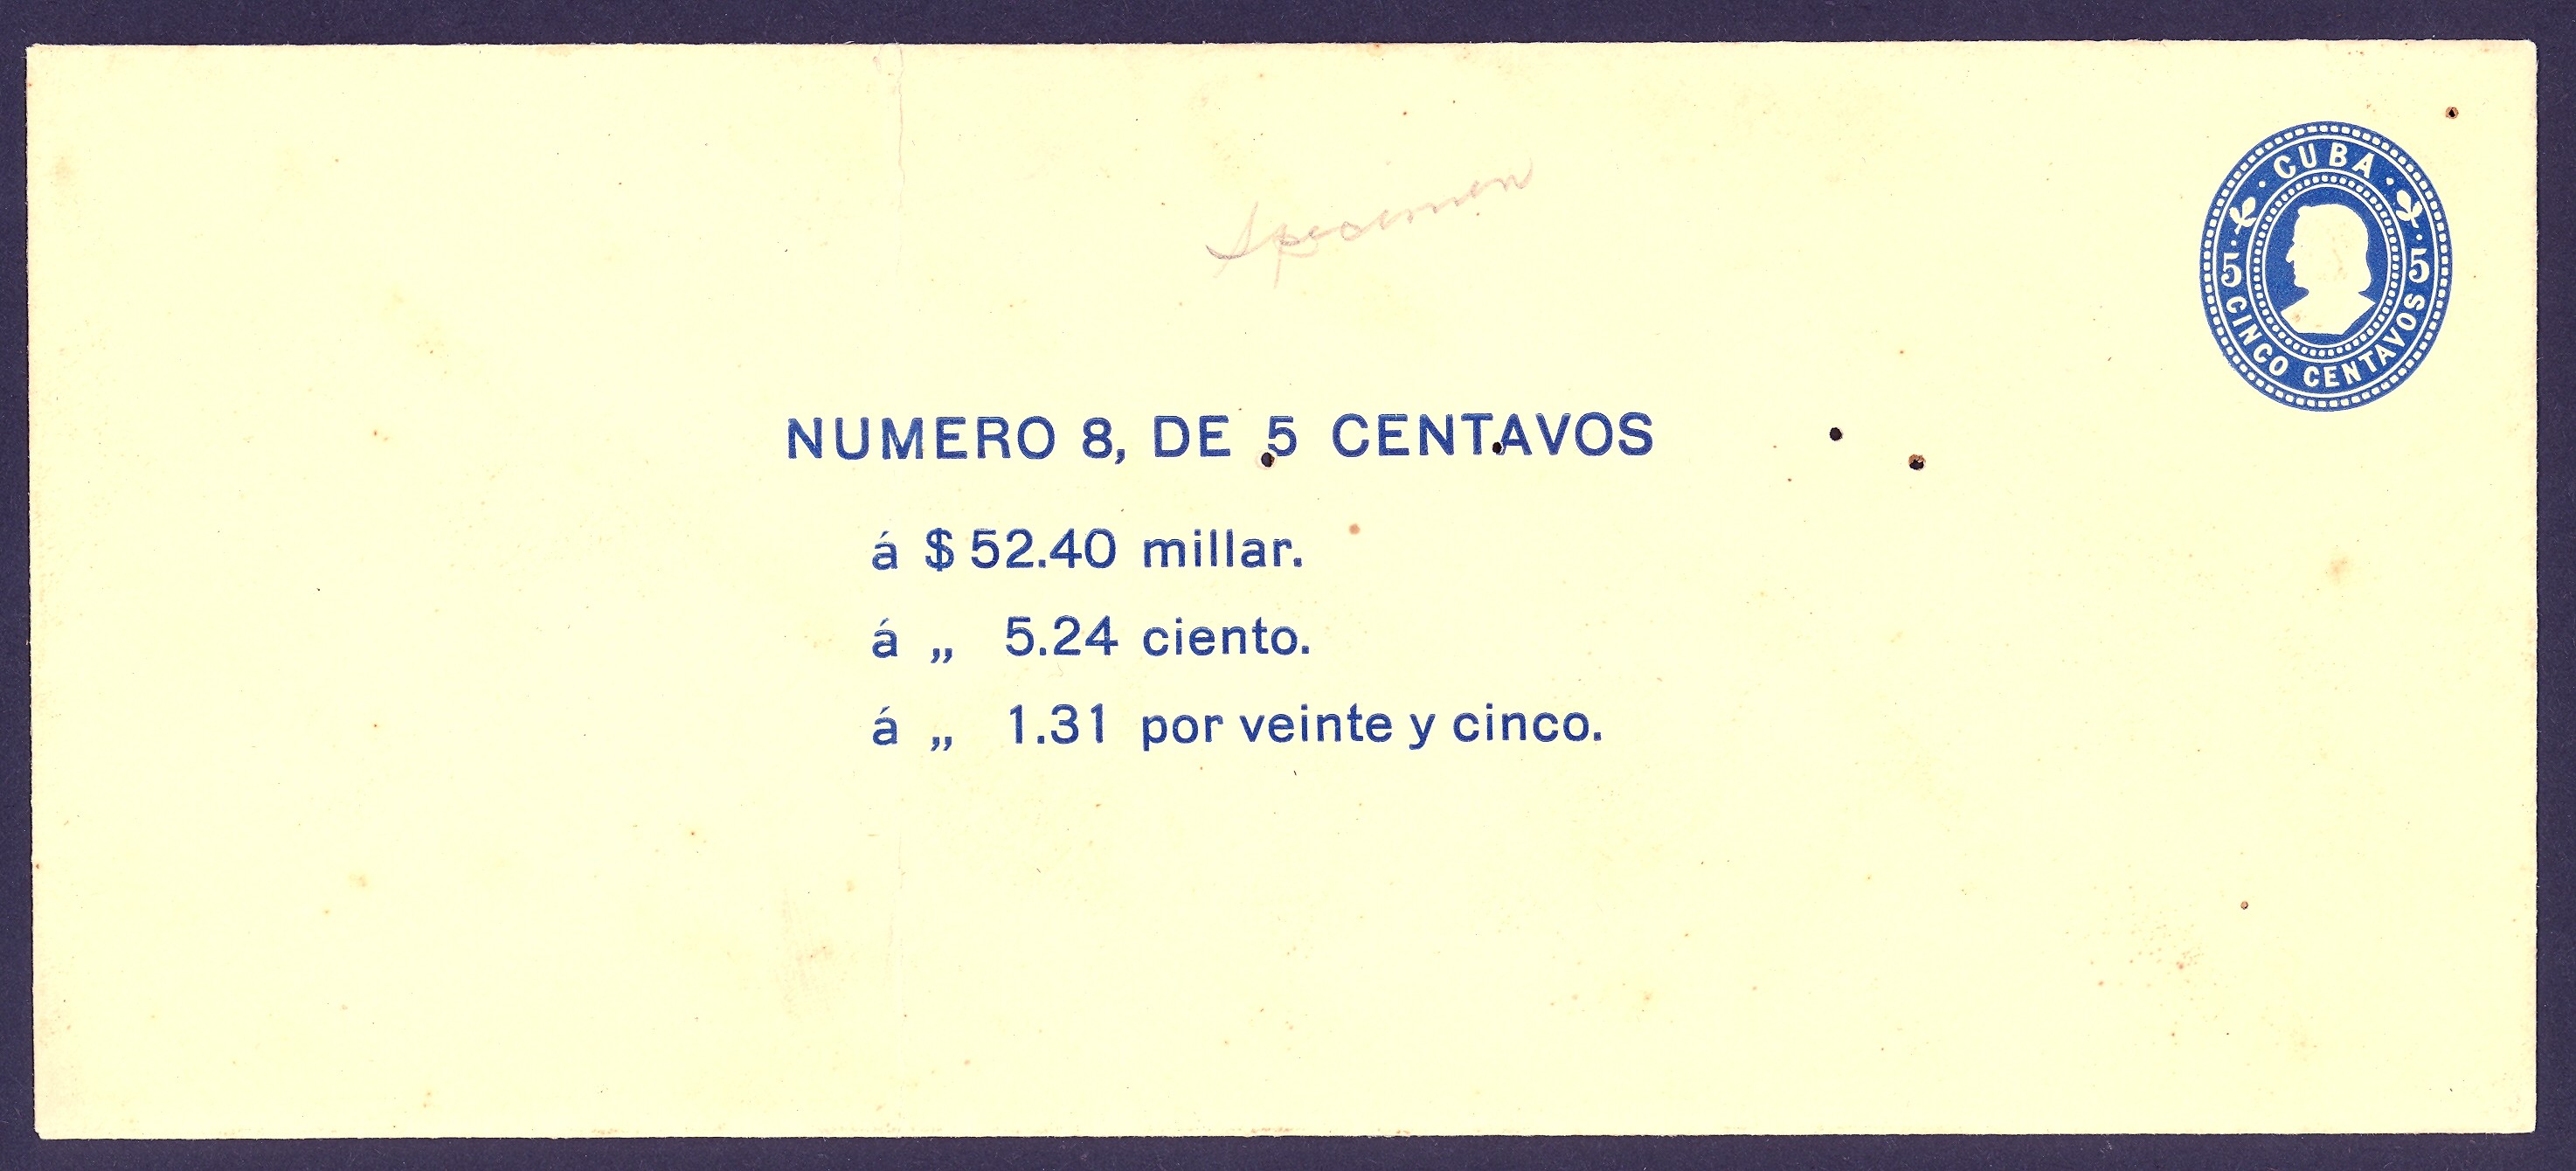 Specimen
· CUBA ·
5 5
CINCO CENTAVOS
NUMERO 8, DE 5 CENTAVOS
á $ 52.40 millar.
á „ 5.24 ciento.
á „ 1.31 por veinte y cinco.